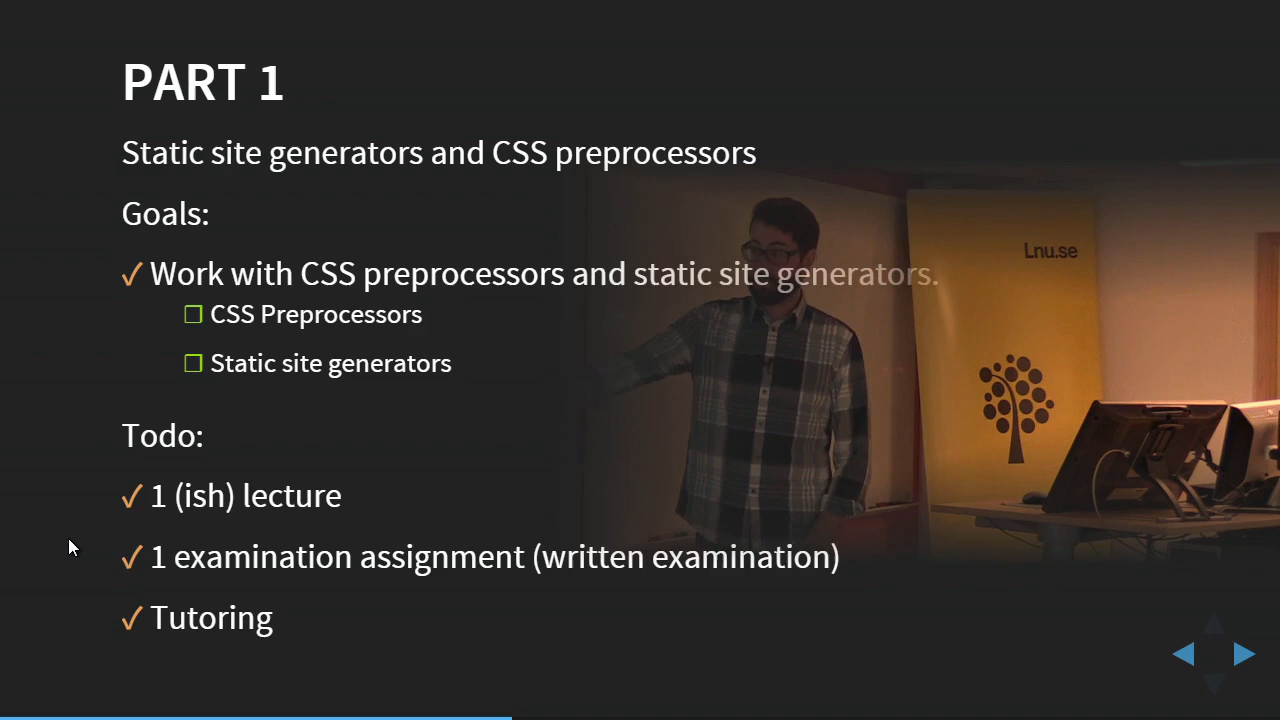 PART 1
Static site generators and CSS preprocessors
Goals:
✓ Work with CSS preprocessors and static site generators.
❒ CSS Preprocessors
❒ Static site generators
Lnu.se
Todo:
✓ 1 (ish) lecture
✓ 1 examination assignment (written examination)
✓ Tutoring